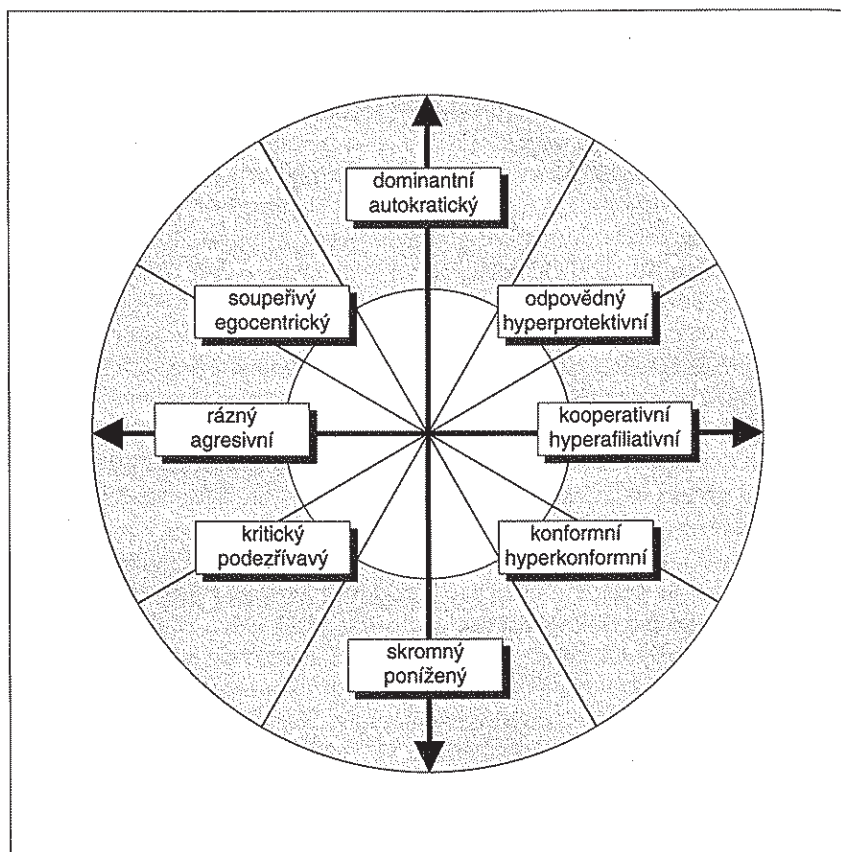 dominantní
autokratický
soupeřivý
egocentrický
odpovědný
hyperprotektivní
rázný
agresivní
kooperativní
hyperafiliativní
kritický
podezřívavý
konformní
hyperkonformní
skromný
ponížený